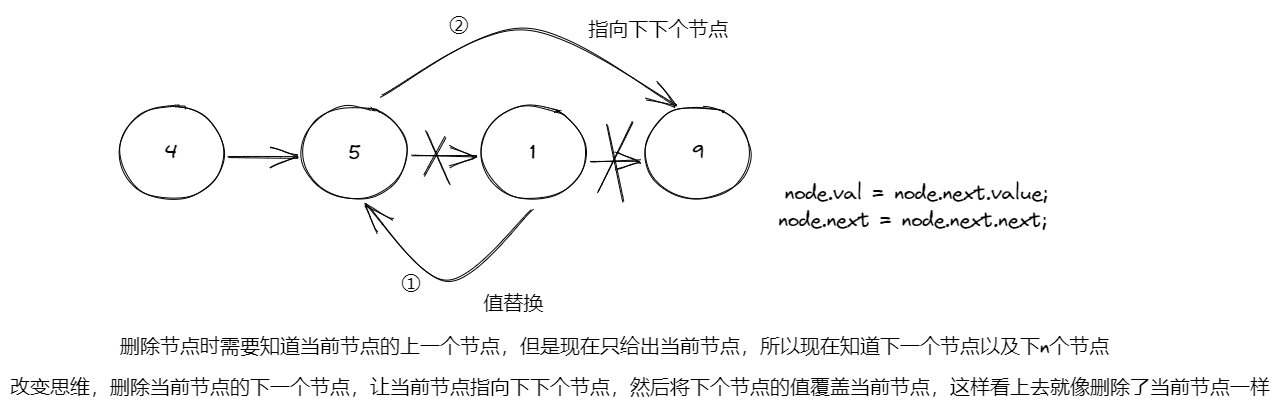 ② 指向下下个节点
4 5 1 9
node.val = node.next.value;
node.next = node.next.next;
① 值替换
删除节点时需要知道当前节点的上一个节点，但是现在只给出当前节点，所以现在知道下一个节点以及下n个节点
改变思维，删除当前节点的下一个节点，让当前节点指向下下个节点，然后将下个节点的值覆盖当前节点，这样看上去就像删除了当前节点一样